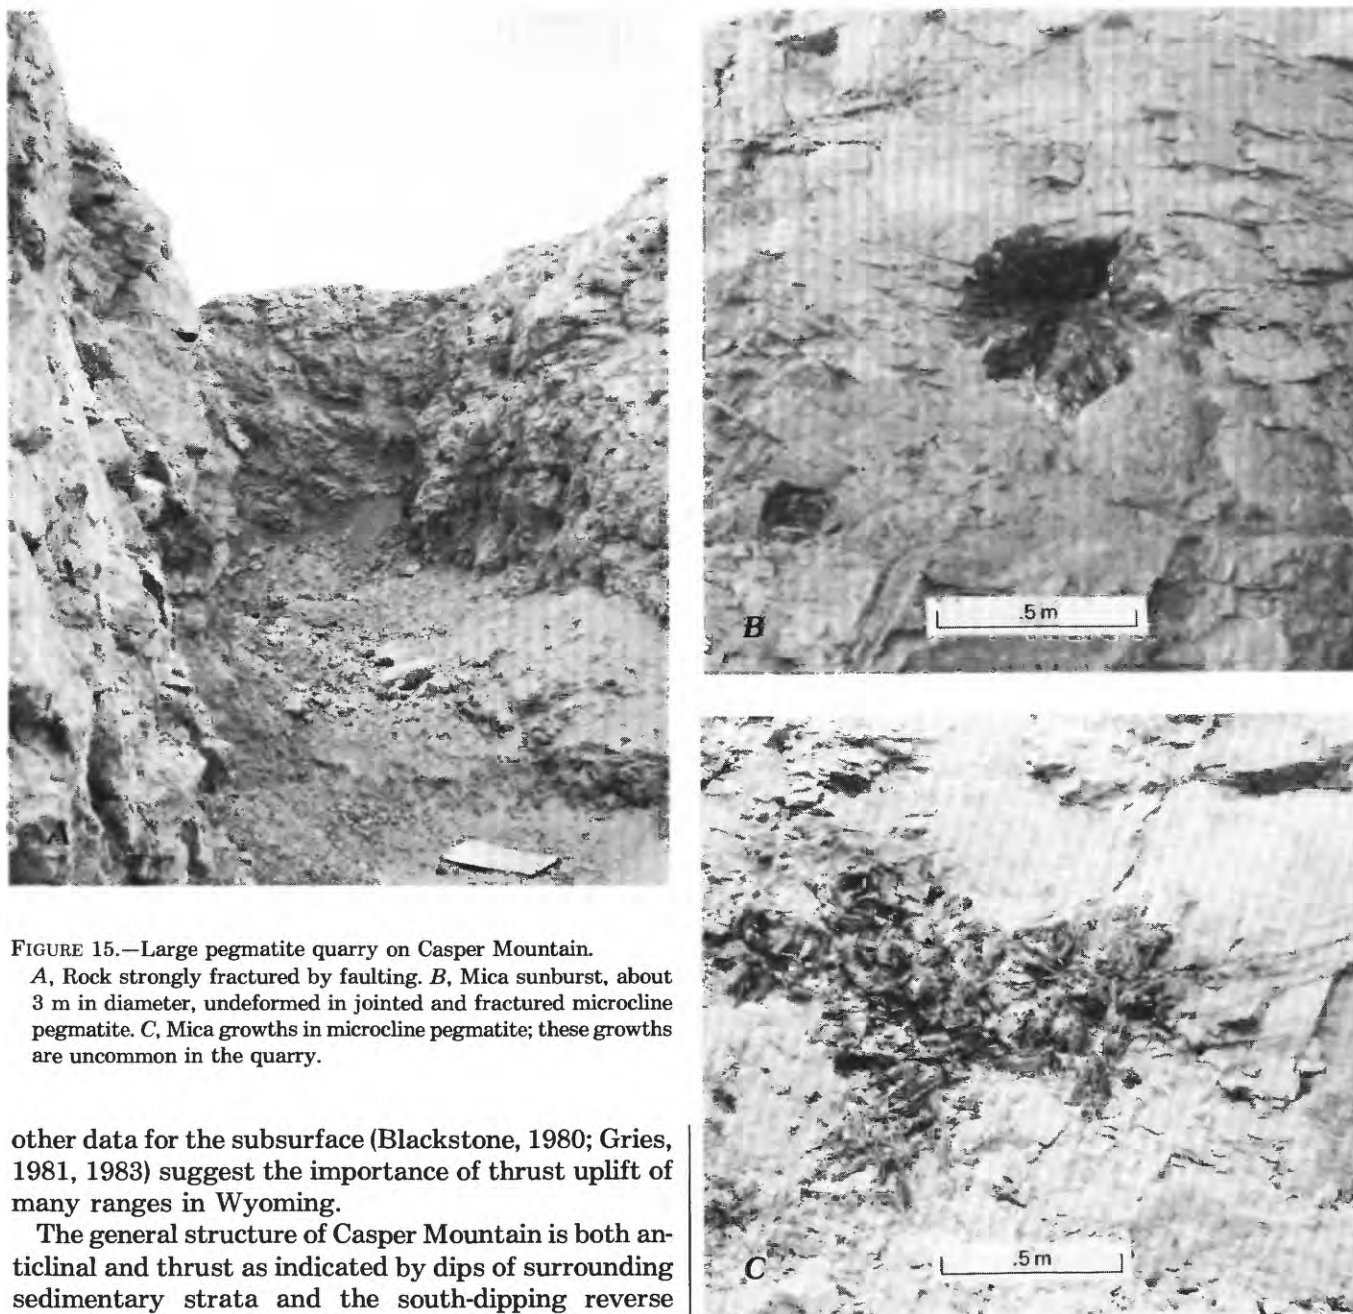 A
B
.5 m
C
.5 m
FIGURE 15.—Large pegmatite quarry on Casper Mountain.
A, Rock strongly fractured by faulting. B, Mica sunburst, about
3 m in diameter, undeformed in jointed and fractured microcline
pegmatite. C, Mica growths in microcline pegmatite; these growths
are uncommon in the quarry.
other data for the subsurface (Blackstone, 1980; Gries,
1981, 1983) suggest the importance of thrust uplift of
many ranges in Wyoming.
The general structure of Casper Mountain is both an-
ticlinal and thrust as indicated by dips of surrounding
sedimentary strata and the south-dipping reverse